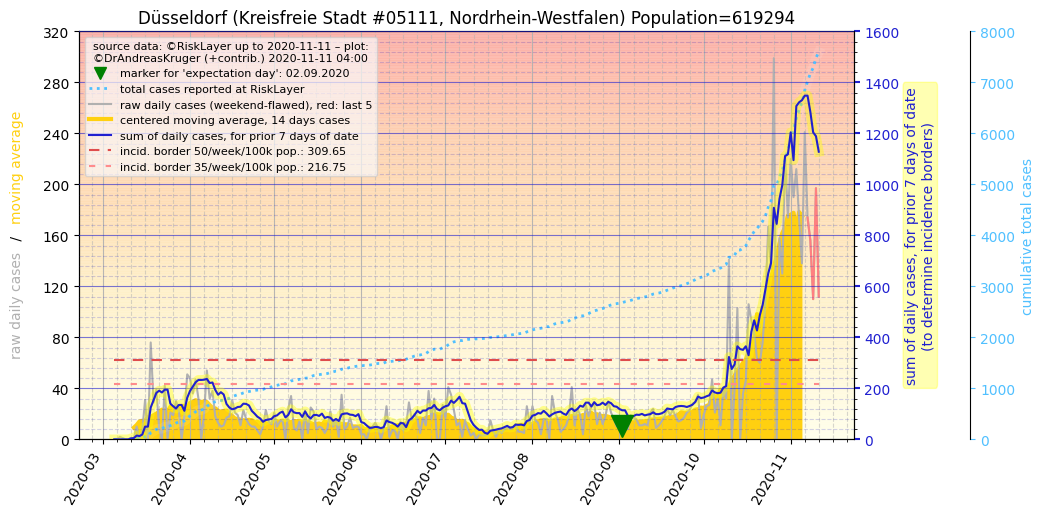 Düsseldorf (Kreisfreie Stadt #05111, Nordrhein-Westfalen) Population=619294
source data: ©RiskLayer up to 2020-11-11 – plot:
©DrAndreasKruger (+contrib.) 2020-11-11 04:00
marker for 'expectation day': 02.09.2020
total cases reported at RiskLayer
raw daily cases (weekend-flawed), red: last 5
centered moving average, 14 days cases
sum of daily cases, for prior 7 days of date
incid. border 50/week/100k pop.: 309.65
incid. border 35/week/100k pop.: 216.75
raw daily cases / moving average
320
280
240
200
160
120
80
40
0
2020-03
2020-04
2020-05
2020-06
2020-07
2020-08
2020-09
2020-10
2020-11
1600
1400
1200
1000
800
600
400
200
0
sum of daily cases, for prior 7 days of date
(to determine incidence borders)
8000
7000
6000
5000
4000
3000
2000
1000
0
cumulative total cases